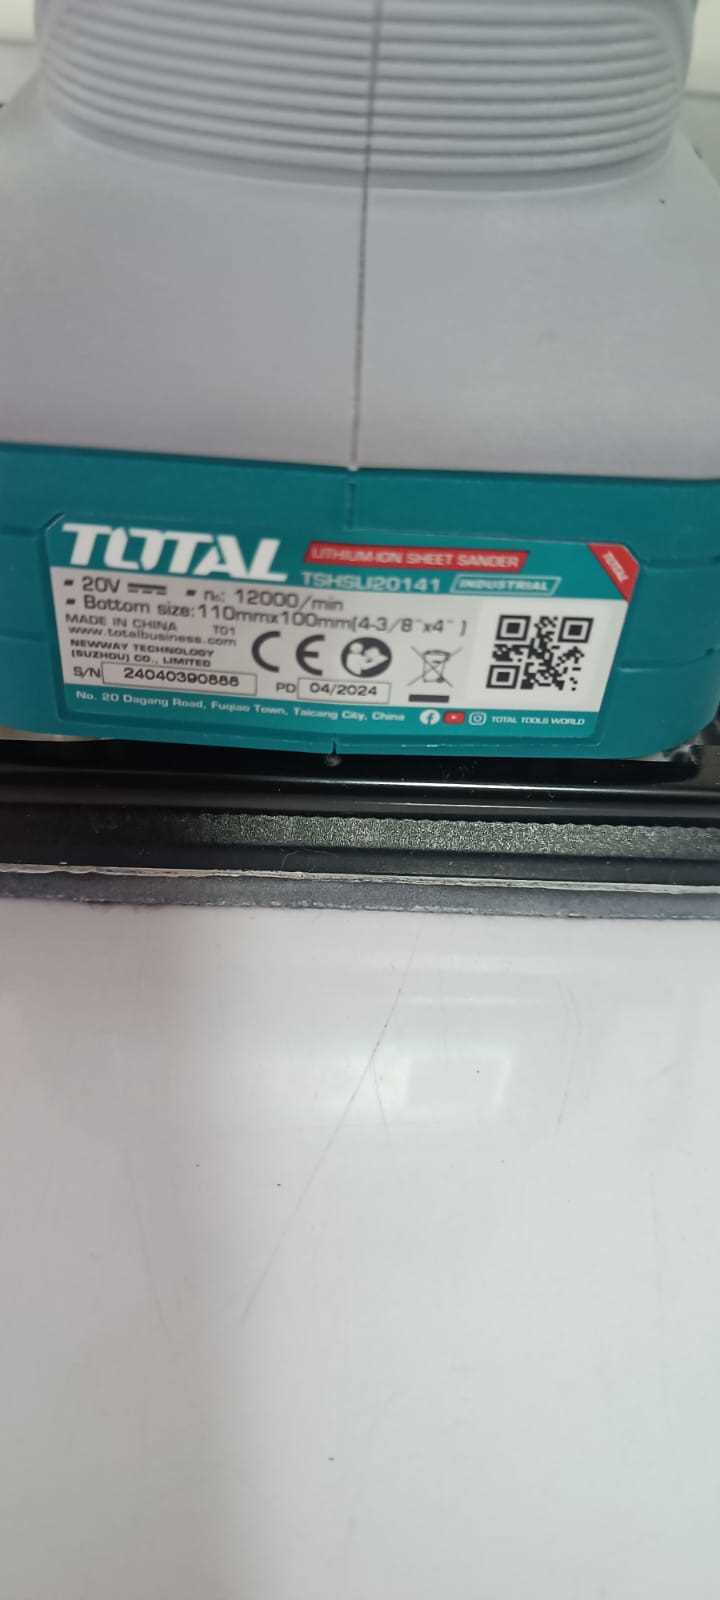 TOTAL
LITHIUM-ION SHEET SANDER
TSHSLI20141 INDUSTRIAL
TOTAL
▪ 20V ⎓ ▪ n₀: 12000/min
▪ Bottom size:110mmx100mm(4-3/8"x4")
MADE IN CHINA T01
www.totalbusiness.com
NEWWAY TECHNOLOGY
(SUZHOU) CO., LIMITED
CE
S/N 24040390888 PD 04/2024
No. 20 Dagang Road, Fuqiao Town, Taicang City, China TOTAL TOOLS WORLD